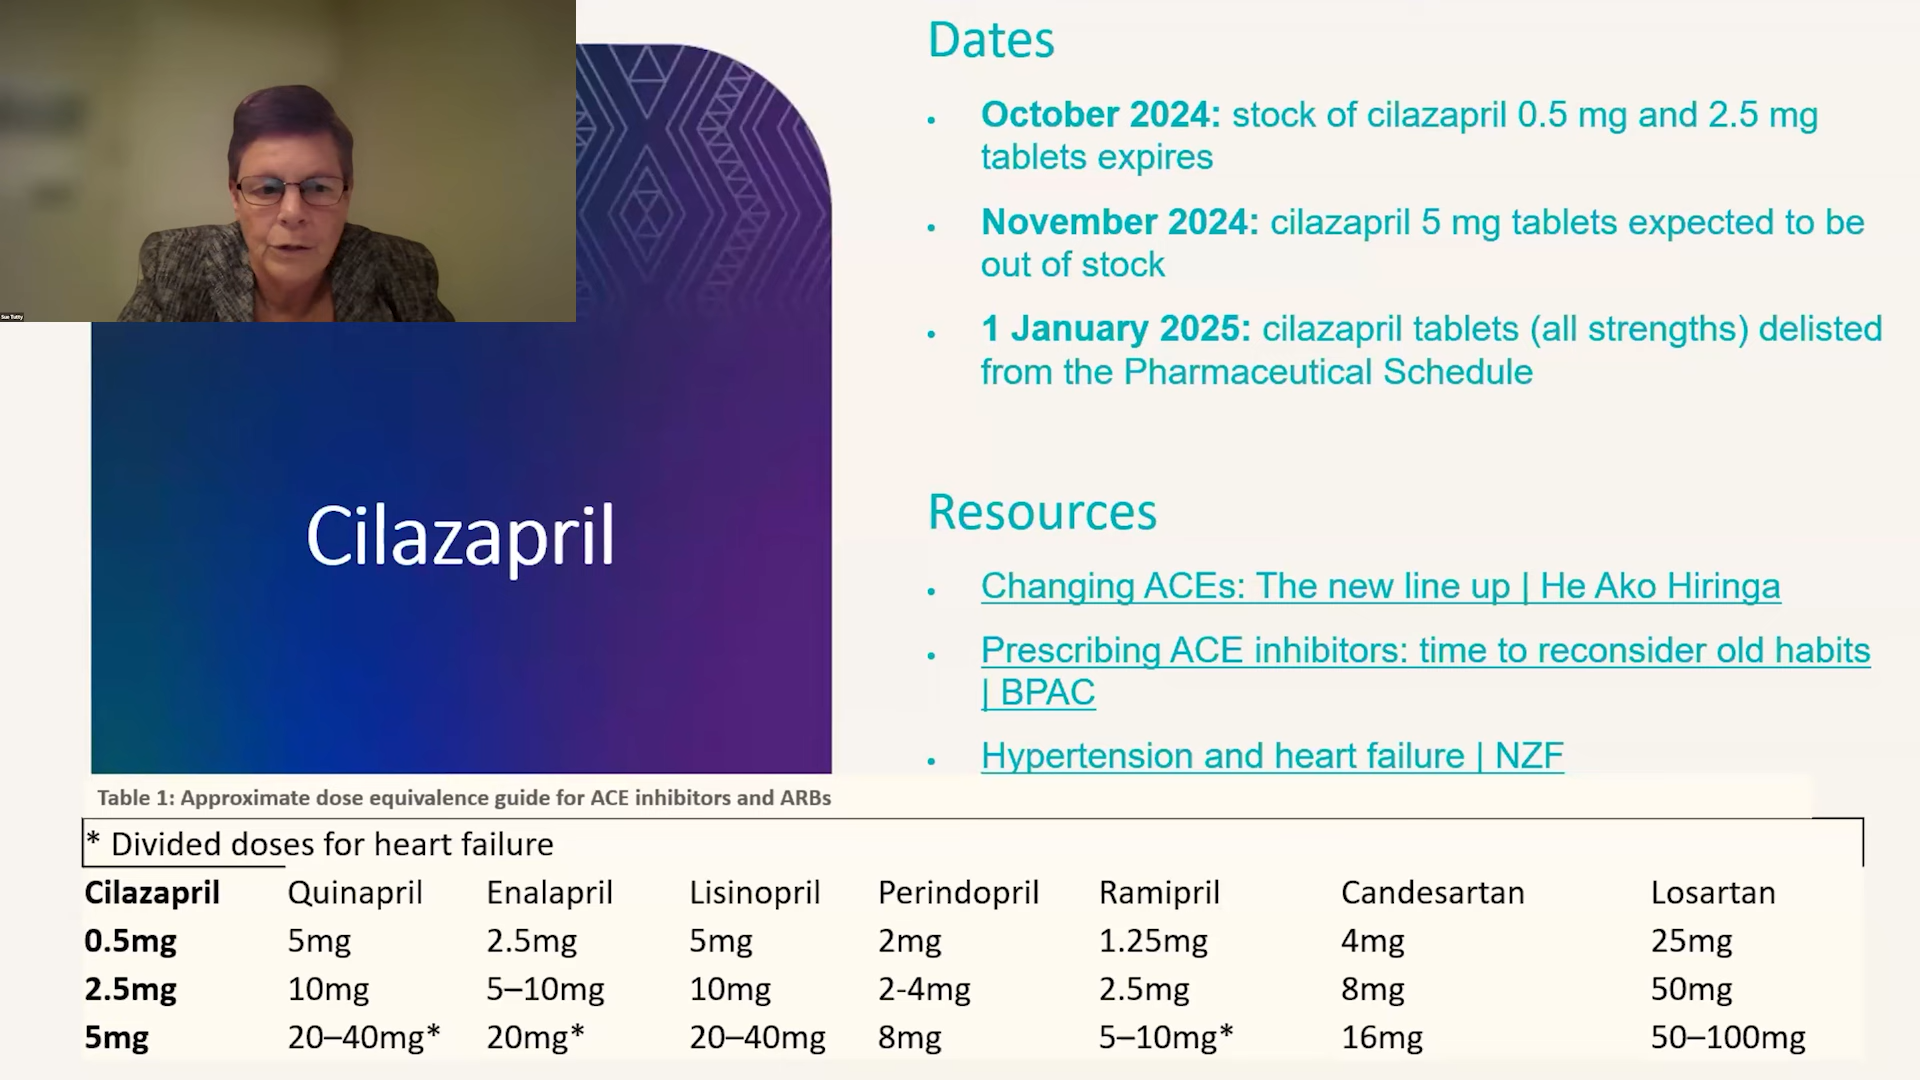 Sue Tutty
Cilazapril
Dates
October 2024: stock of cilazapril 0.5 mg and 2.5 mg
tablets expires
November 2024: cilazapril 5 mg tablets expected to be
out of stock
1 January 2025: cilazapril tablets (all strengths) delisted
from the Pharmaceutical Schedule
Resources
Changing ACEs: The new line up | He Ako Hiringa
Prescribing ACE inhibitors: time to reconsider old habits
| BPAC
Hypertension and heart failure | NZF
Table 1: Approximate dose equivalence guide for ACE inhibitors and ARBs
* Divided doses for heart failure
Cilazapril Quinapril Enalapril Lisinopril Perindopril Ramipril Candesartan Losartan
0.5mg 5mg 2.5mg 5mg 2mg 1.25mg 4mg 25mg
2.5mg 10mg 5–10mg 10mg 2-4mg 2.5mg 8mg 50mg
5mg 20–40mg* 20mg* 20–40mg 8mg 5–10mg* 16mg 50–100mg